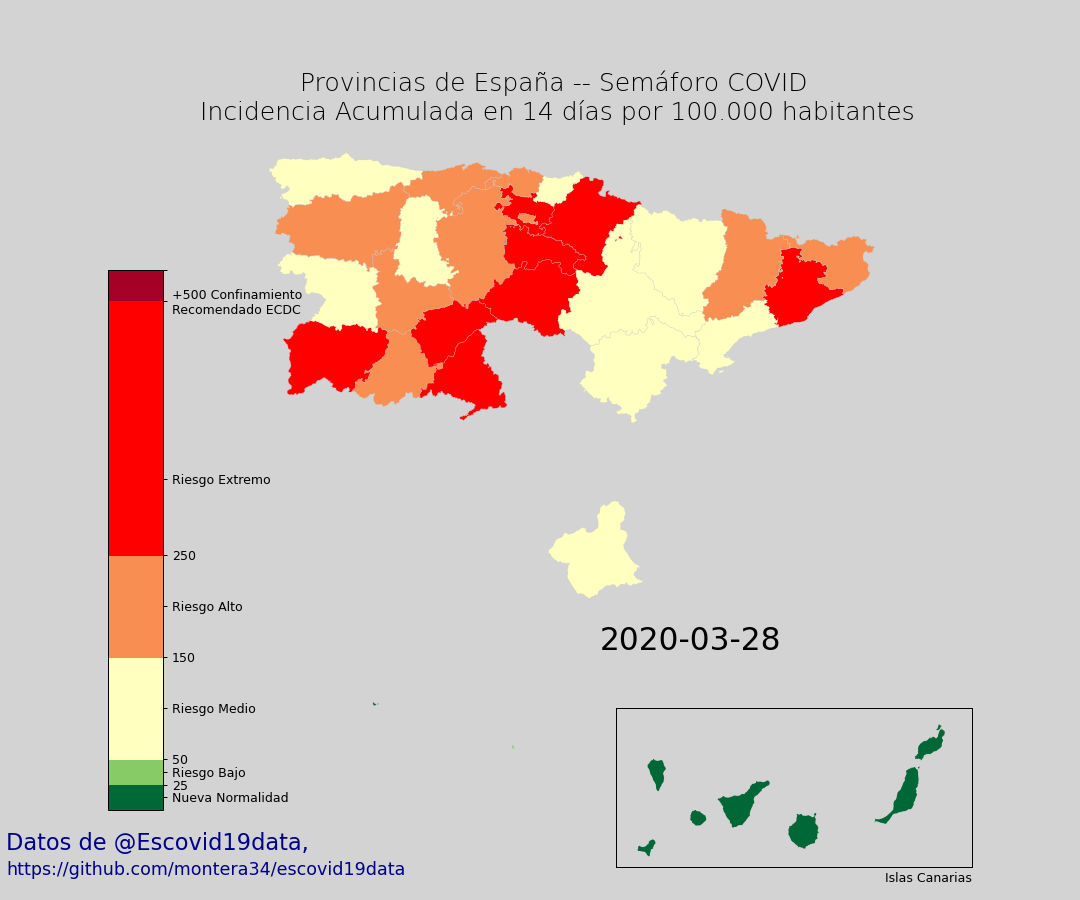 Provincias de España -- Semáforo COVID
Incidencia Acumulada en 14 días por 100.000 habitantes
+500 Confinamiento
Recomendado ECDC
Riesgo Extremo
250
Riesgo Alto
150
Riesgo Medio
50
Riesgo Bajo
25
Nueva Normalidad
2020-03-28
Islas Canarias
Datos de @Escovid19data,
https://github.com/montera34/escovid19data